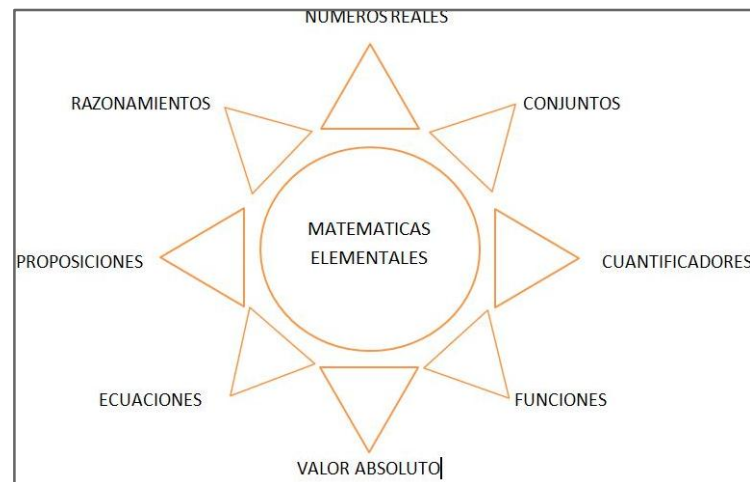 NUMEROS REALES
RAZONAMIENTOS
CONJUNTOS
MATEMATICAS
ELEMENTALES
PROPOSICIONES
CUANTIFICADORES
ECUACIONES
FUNCIONES
VALOR ABSOLUTO